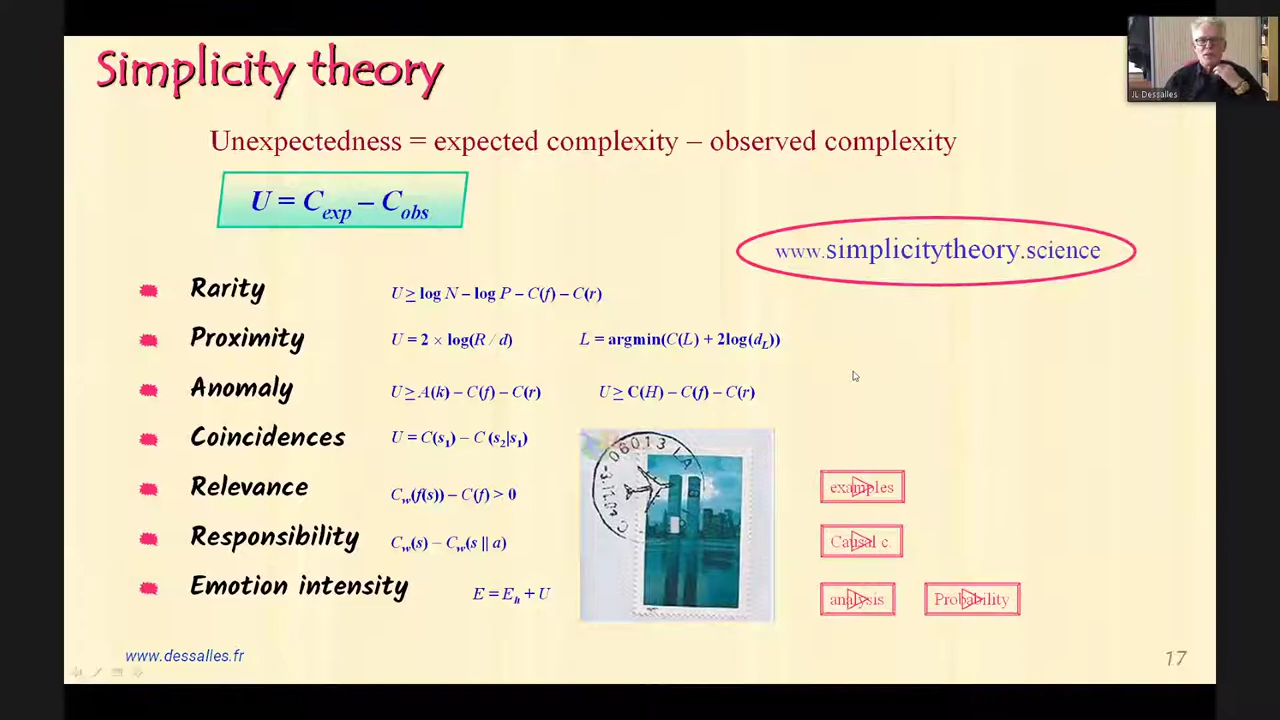 Simplicity theory
JL Dessalles
Unexpectedness = expected complexity – observed complexity
U = C_exp – C_obs
www.simplicitytheory.science
Rarity U ≥ log N – log P – C(f) – C(r)
Proximity U = 2 × log(R / d) L = argmin(C(L) + 2log(d_L))
Anomaly U ≥ A(k) – C(f) – C(r) U ≥ C(H) – C(f) – C(r)
Coincidences U = C(s₁) – C (s₂|s₁)
06013 LA
Relevance C_w(f(s)) – C(f) > 0 examples
Responsibility C_w(s) – C_w(s || a) Causal c.
Emotion intensity E = E_h + U analysis Probability
www.dessalles.fr
17